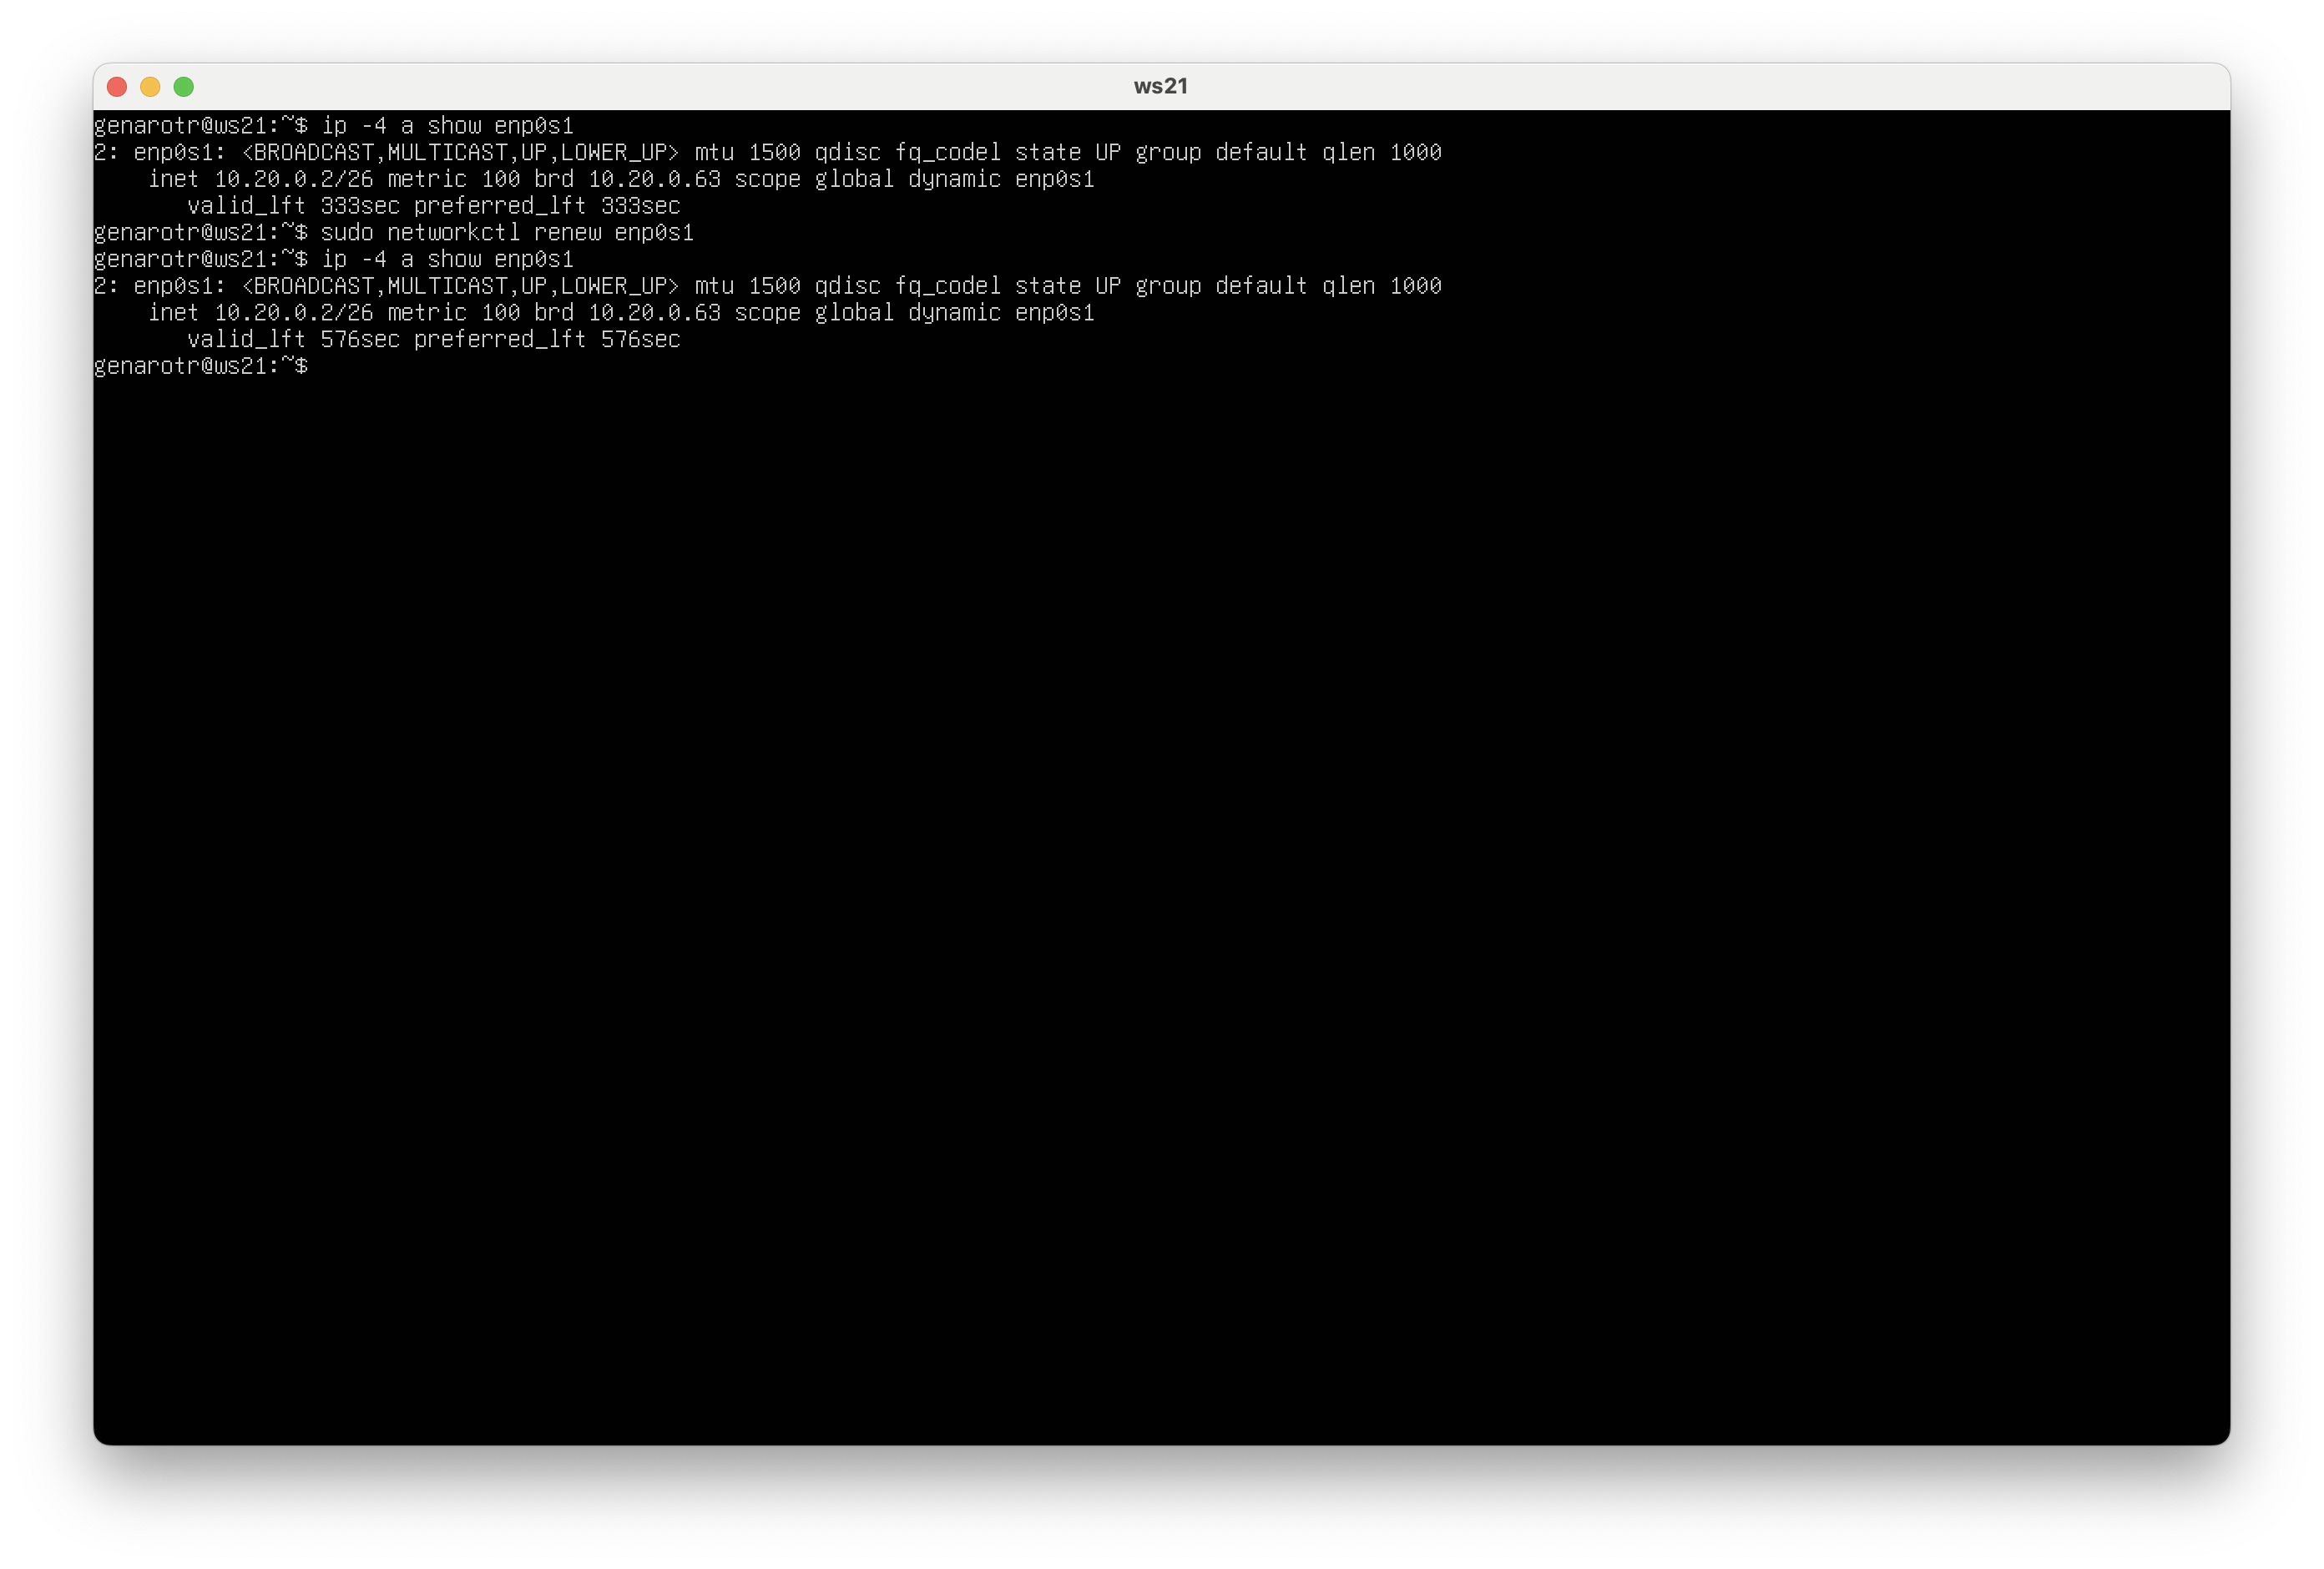 ws21
genarotr@ws21:~$ ip -4 a show enp0s1
2: enp0s1: <BROADCAST,MULTICAST,UP,LOWER_UP> mtu 1500 qdisc fq_codel state UP group default qlen 1000
    inet 10.20.0.2/26 metric 100 brd 10.20.0.63 scope global dynamic enp0s1
       valid_lft 333sec preferred_lft 333sec
genarotr@ws21:~$ sudo networkctl renew enp0s1
genarotr@ws21:~$ ip -4 a show enp0s1
2: enp0s1: <BROADCAST,MULTICAST,UP,LOWER_UP> mtu 1500 qdisc fq_codel state UP group default qlen 1000
    inet 10.20.0.2/26 metric 100 brd 10.20.0.63 scope global dynamic enp0s1
       valid_lft 576sec preferred_lft 576sec
genarotr@ws21:~$